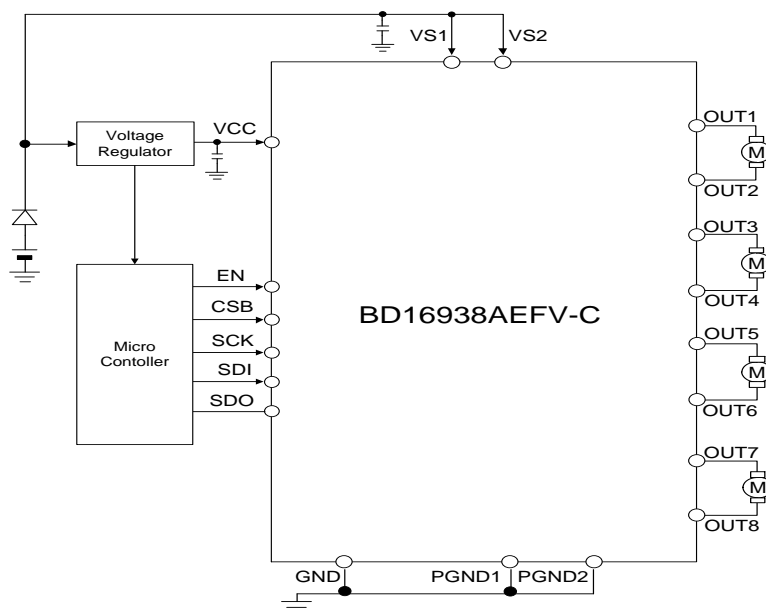 VS1
VS2
Voltage
Regulator
VCC
OUT1
M
OUT2
OUT3
M
OUT4
EN
CSB
SCK
SDI
SDO
Micro
Contoller
BD16938AEFV-C
OUT5
M
OUT6
OUT7
M
OUT8
GND
PGND1
PGND2